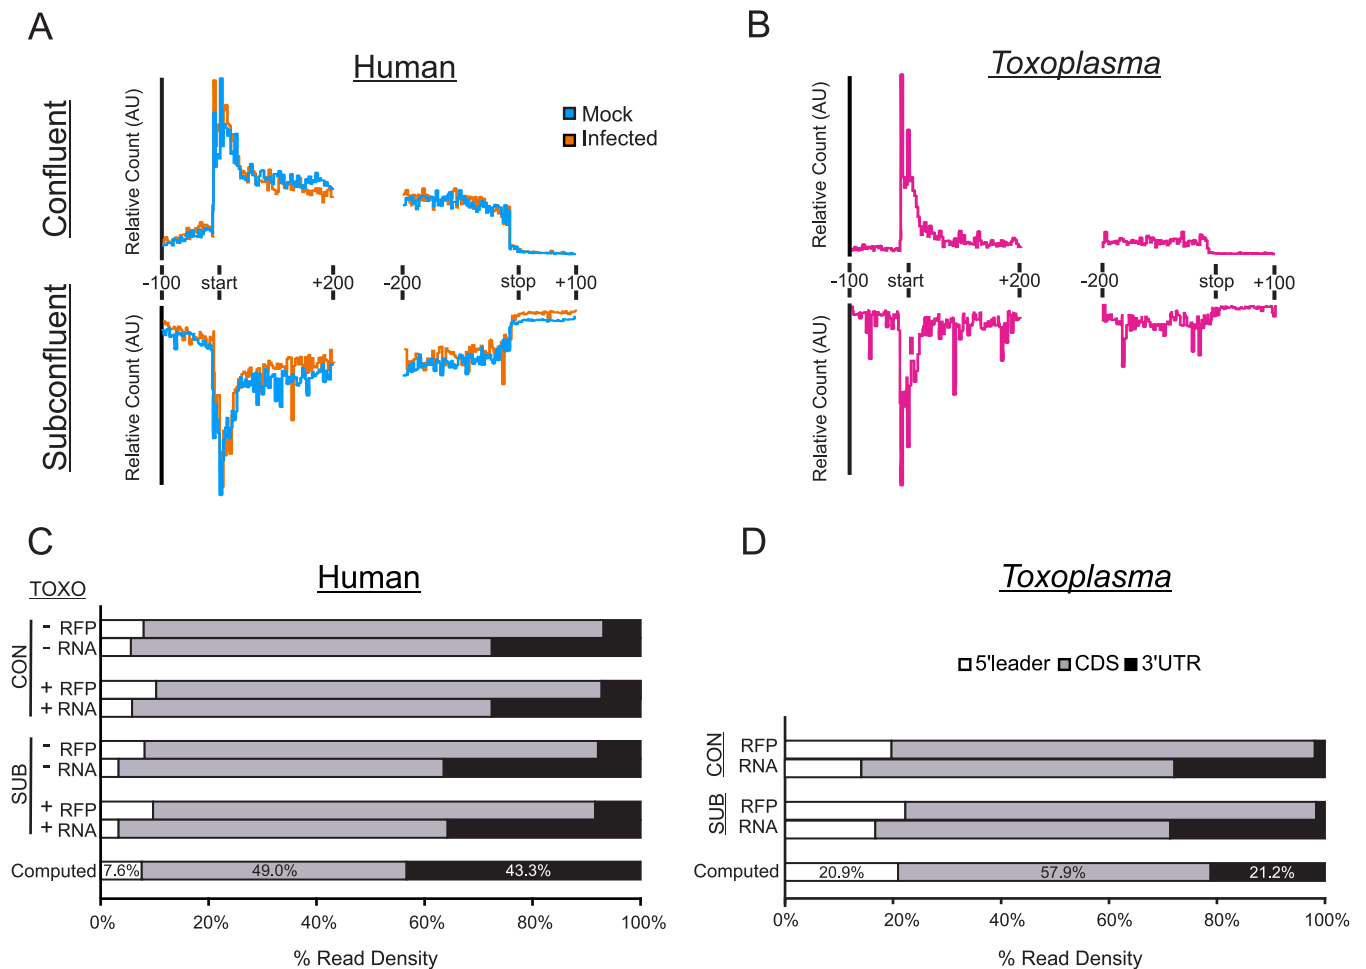 A
Human
Confluent
Relative Count (AU)
Mock
Infected
-100 start +200 -200 stop +100
Subconfluent
Relative Count (AU)
B
Toxoplasma
Relative Count (AU)
-100 start +200 -200 stop +100
Relative Count (AU)
C
Human
TOXO
CON
- RFP
- RNA
+ RFP
+ RNA
SUB
- RFP
- RNA
+ RFP
+ RNA
Computed 7.6% 49.0% 43.3%
0% 20% 40% 60% 80% 100%
% Read Density
D
Toxoplasma
5'leader CDS 3'UTR
CON
RFP
RNA
SUB
RFP
RNA
Computed 20.9% 57.9% 21.2%
0% 20% 40% 60% 80% 100%
% Read Density